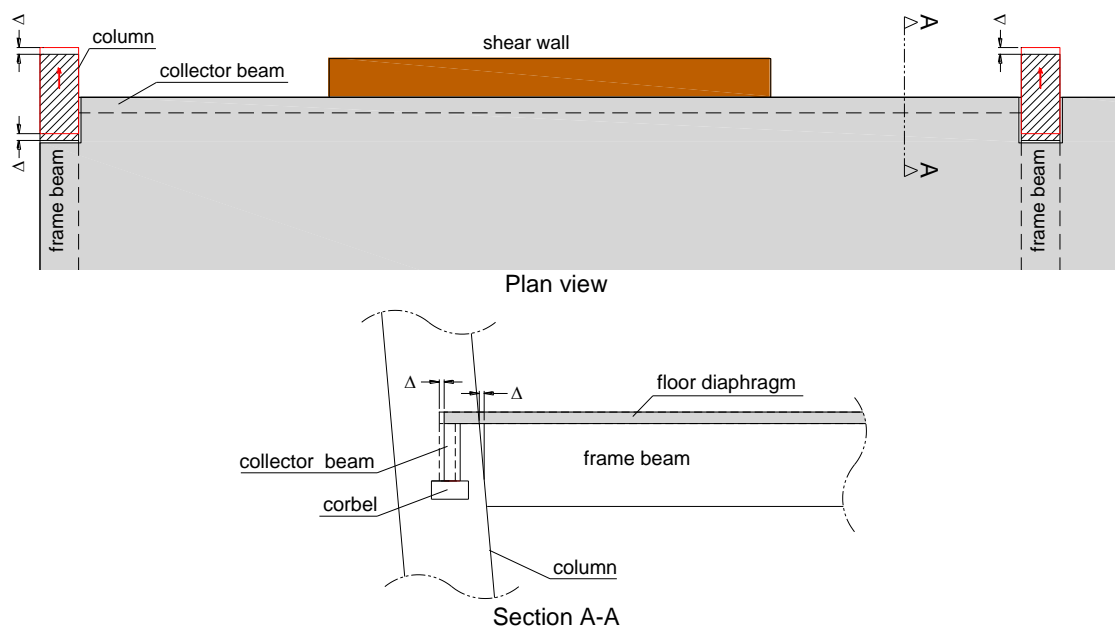 Δ
column
collector beam
shear wall
A
Δ
Δ
A
frame beam
frame beam
Plan view
Δ
Δ
floor diaphragm
collector beam
frame beam
corbel
column
Section A-A